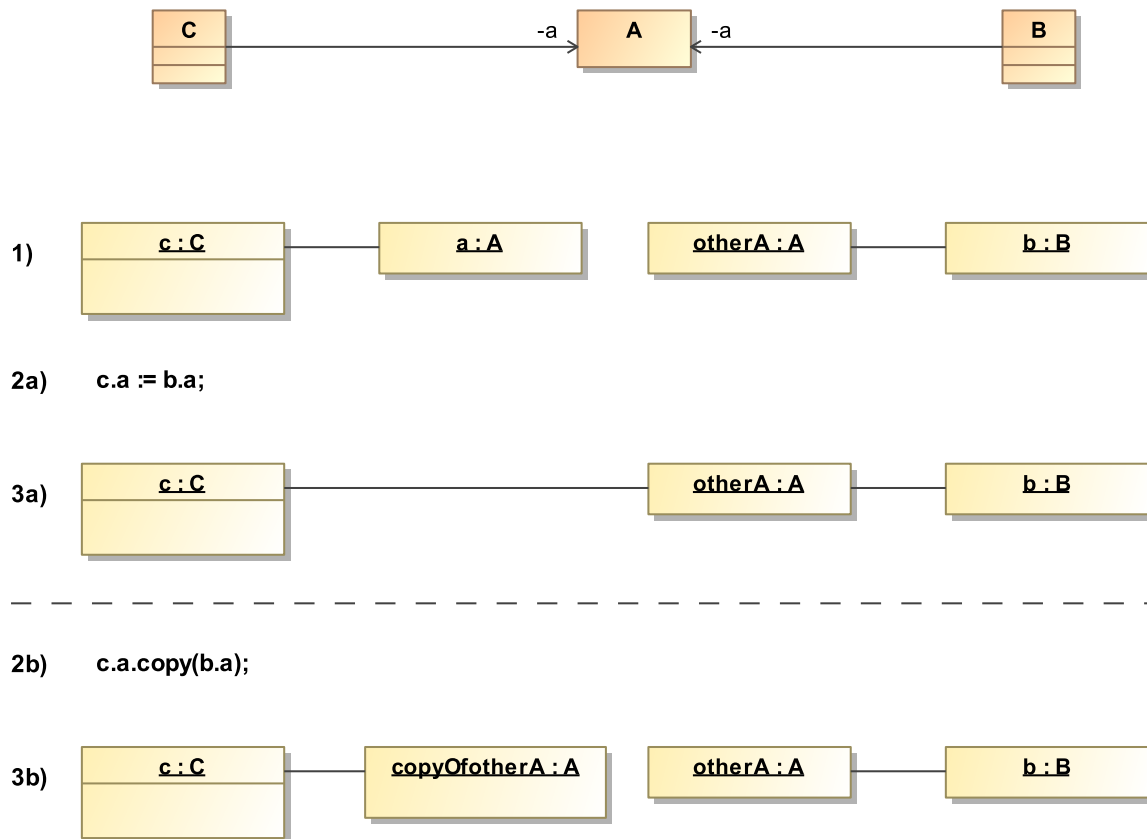 C -a A -a B
1) c : C a : A otherA : A b : B
2a) c.a := b.a;
3a) c : C otherA : A b : B
2b) c.a.copy(b.a);
3b) c : C copyOfotherA : A otherA : A b : B